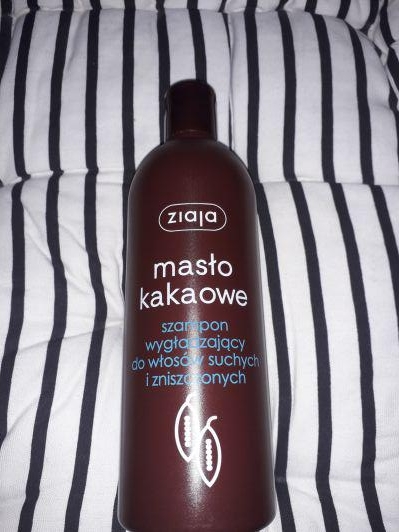 ziaja
masło
kakaowe
szampon
wygładzający
do włosów suchych
i zniszczonych